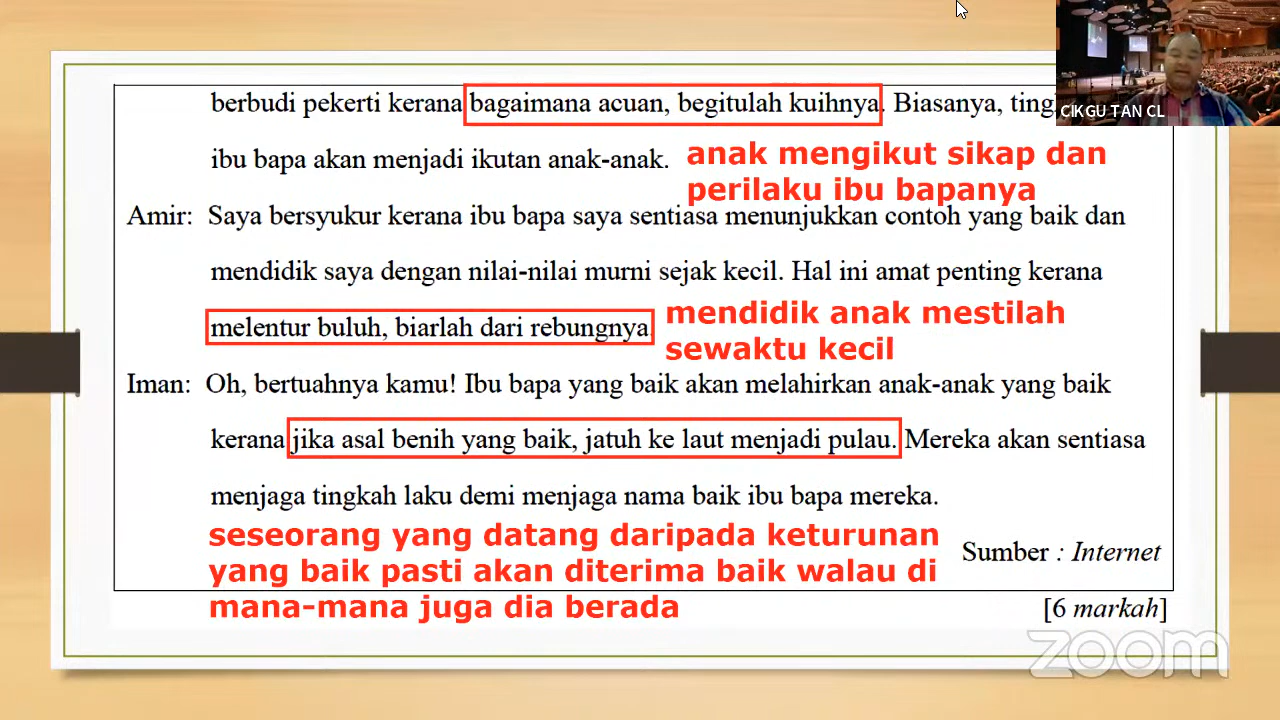 CIKGU TAN CL
berbudi pekerti kerana bagaimana acuan, begitulah kuihnya. Biasanya,
ibu bapa akan menjadi ikutan anak-anak.
anak mengikut sikap dan
perilaku ibu bapanya
Amir: Saya bersyukur kerana ibu bapa saya sentiasa menunjukkan contoh yang baik dan
mendidik saya dengan nilai-nilai murni sejak kecil. Hal ini amat penting kerana
melentur buluh, biarlah dari rebungnya.
mendidik anak mestilah
sewaktu kecil
Iman: Oh, bertuahnya kamu! Ibu bapa yang baik akan melahirkan anak-anak yang baik
kerana jika asal benih yang baik, jatuh ke laut menjadi pulau. Mereka akan sentiasa
menjaga tingkah laku demi menjaga nama baik ibu bapa mereka.
seseorang yang datang daripada keturunan
yang baik pasti akan diterima baik walau di
mana-mana juga dia berada
Sumber : Internet
[6 markah]
zoom